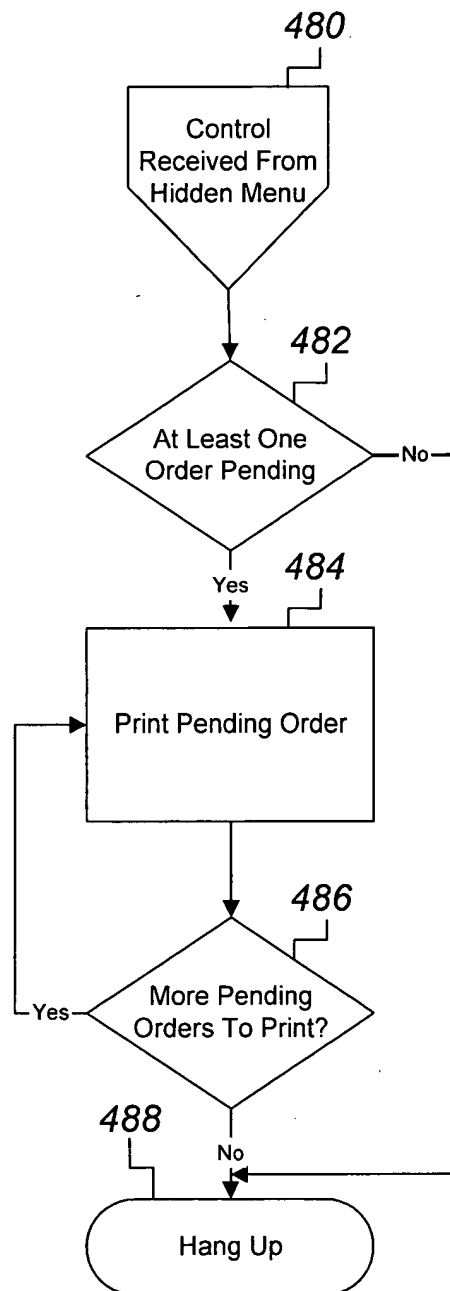 480
Control
Received From
Hidden Menu
482
At Least One
Order Pending
No
Yes
484
Print Pending Order
486
More Pending
Orders To Print?
Yes
No
488
Hang Up